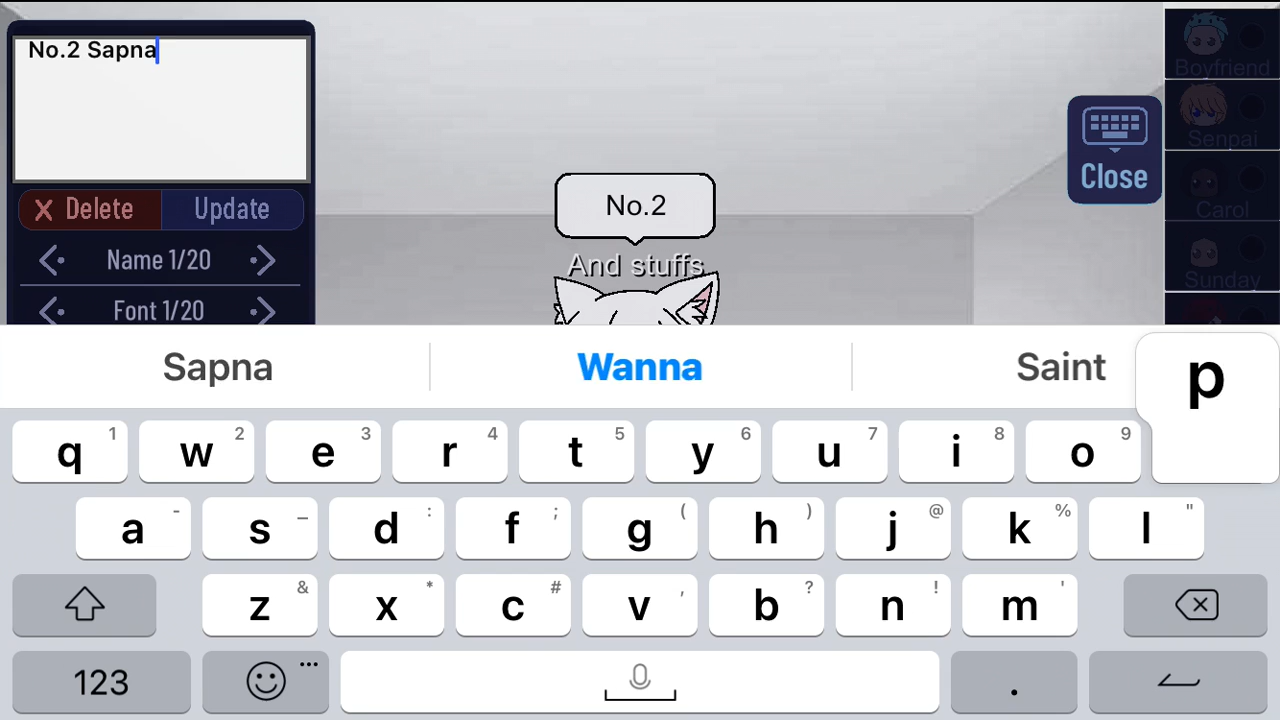 No.2 Sapna
Delete
Update
Name 1/20
Font 1/20
No.2
And stuffs
Close
Boyfriend
Senpai
Carol
Sunday
Sapna
Wanna
Saint
p
q 1 w 2 e 3 r 4 t 5 y 6 u 7 i 8 o 9
a - s _ d : f ; g ( h ) j @ k % l "
z & x * c # v , b ? n ! m '
123 .